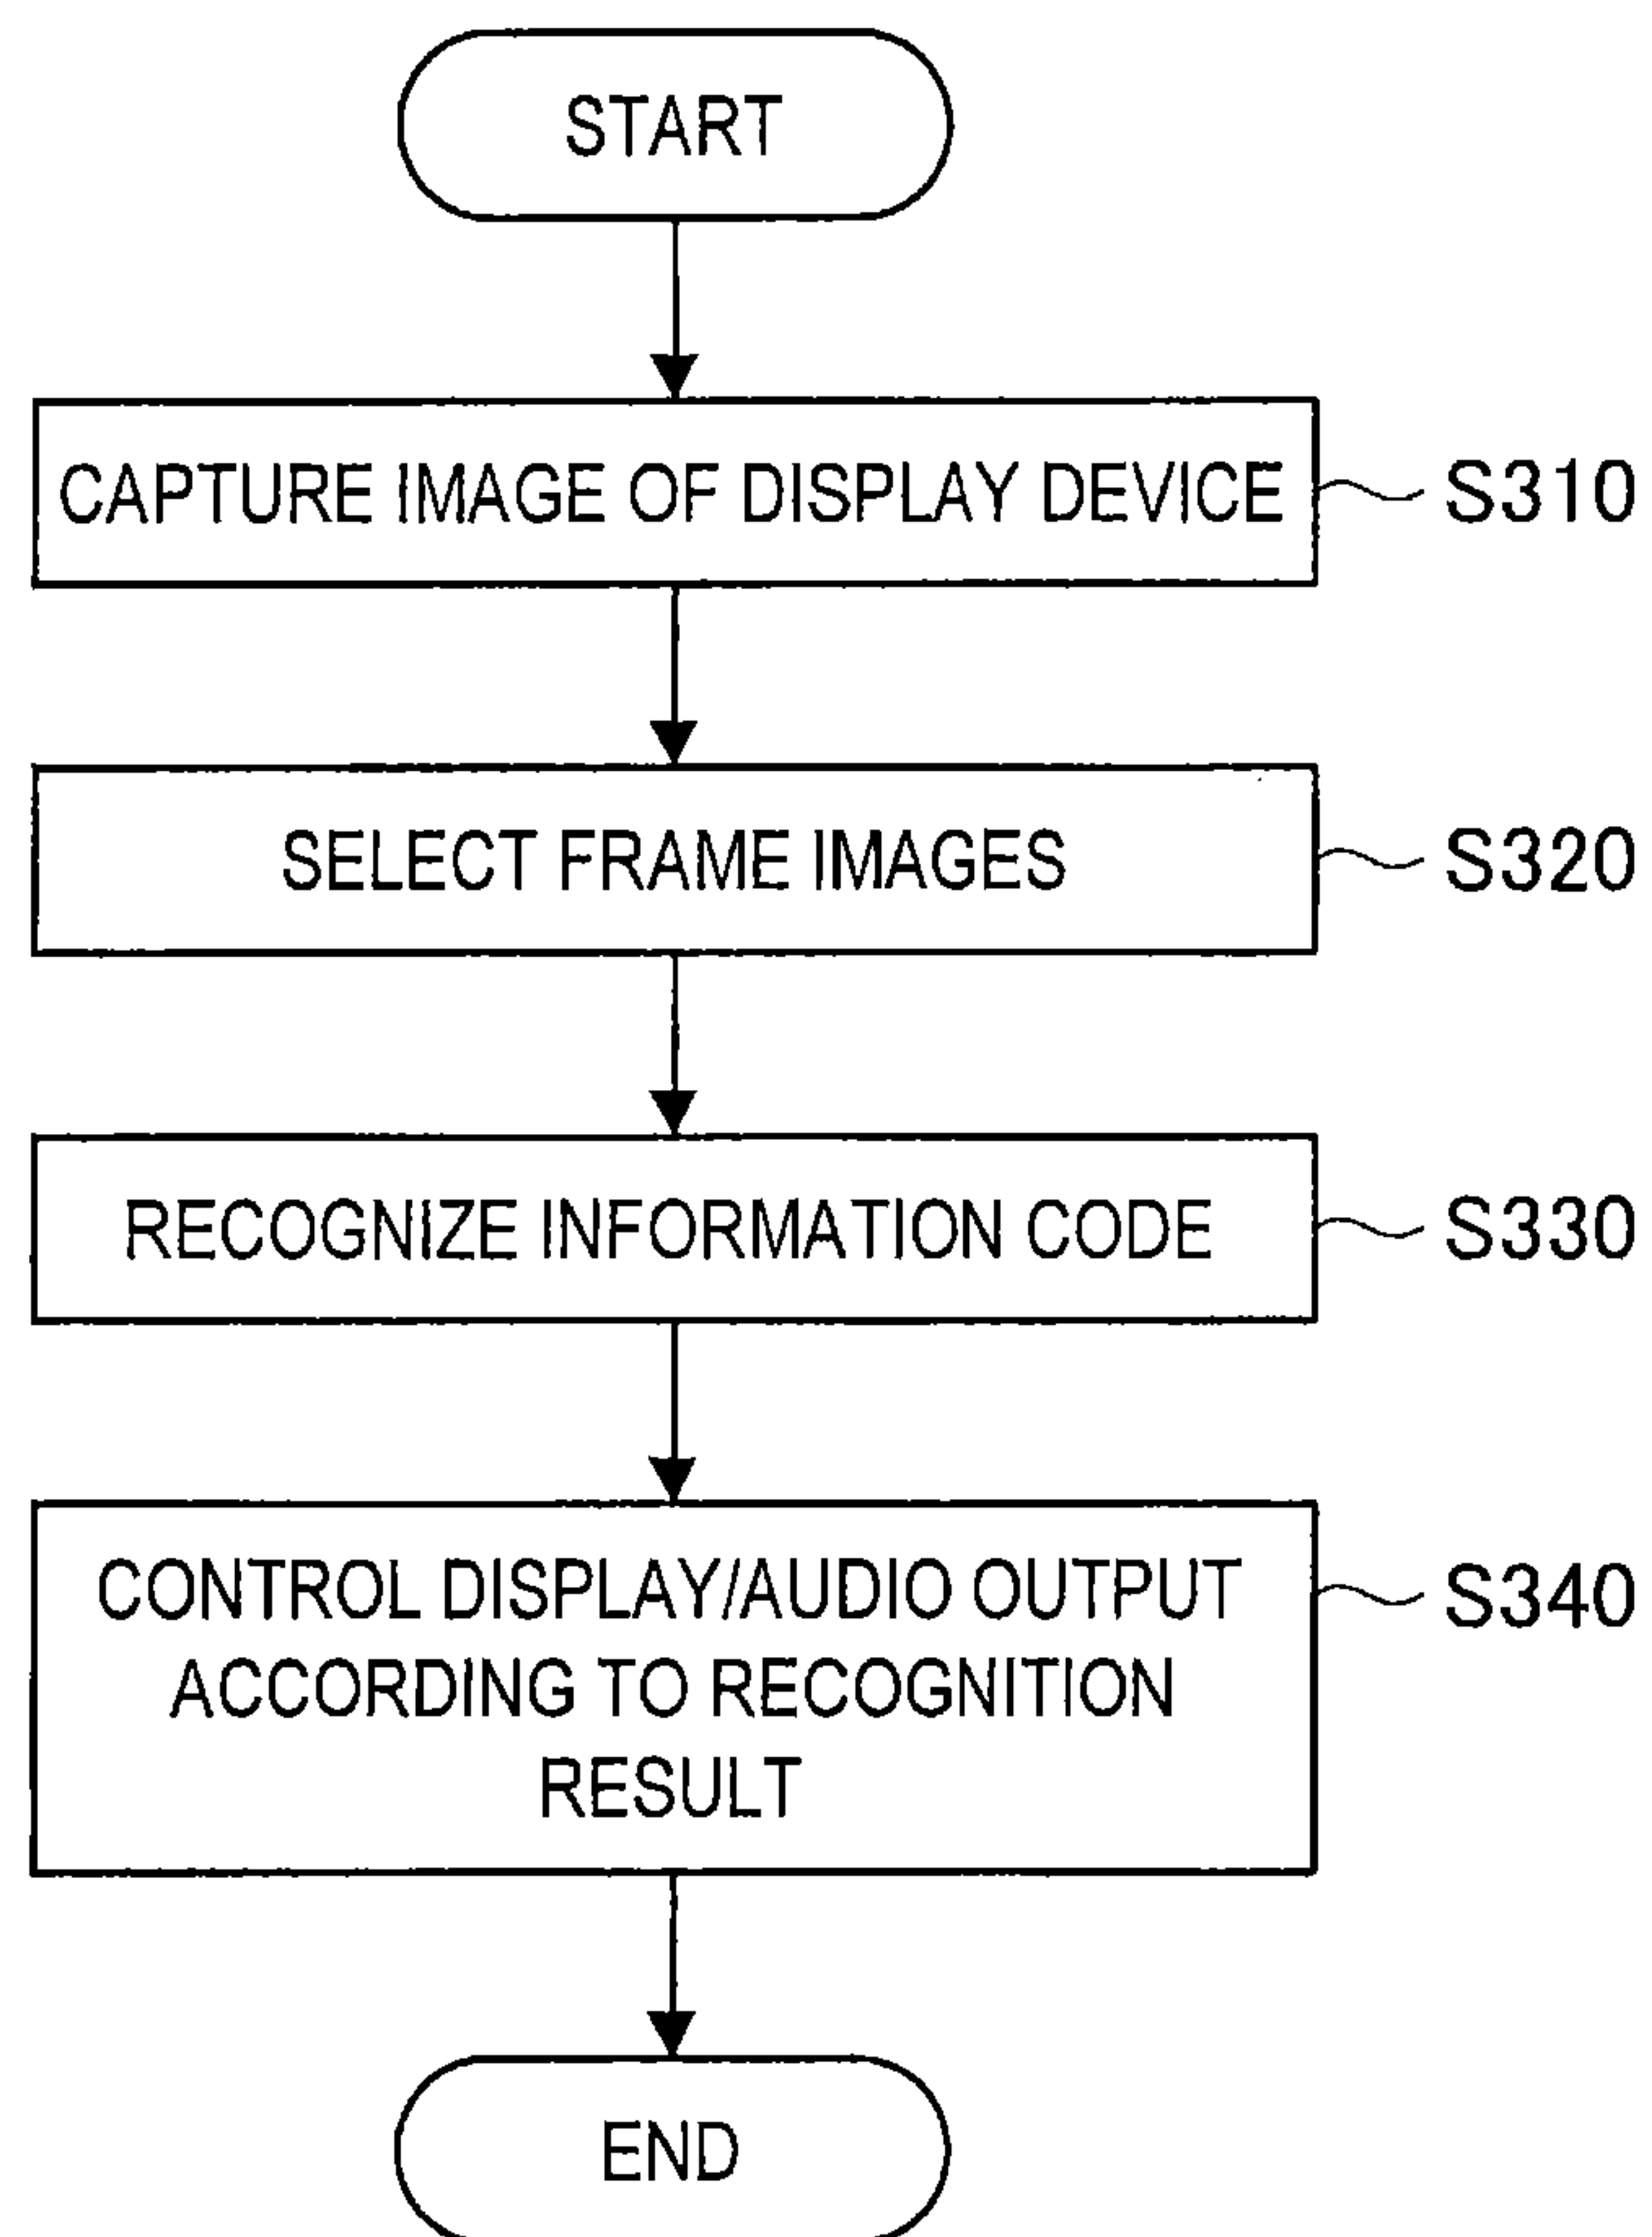 START
CAPTURE IMAGE OF DISPLAY DEVICE
S310
SELECT FRAME IMAGES
S320
RECOGNIZE INFORMATION CODE
S330
CONTROL DISPLAY/AUDIO OUTPUT
S340
ACCORDING TO RECOGNITION
RESULT
END